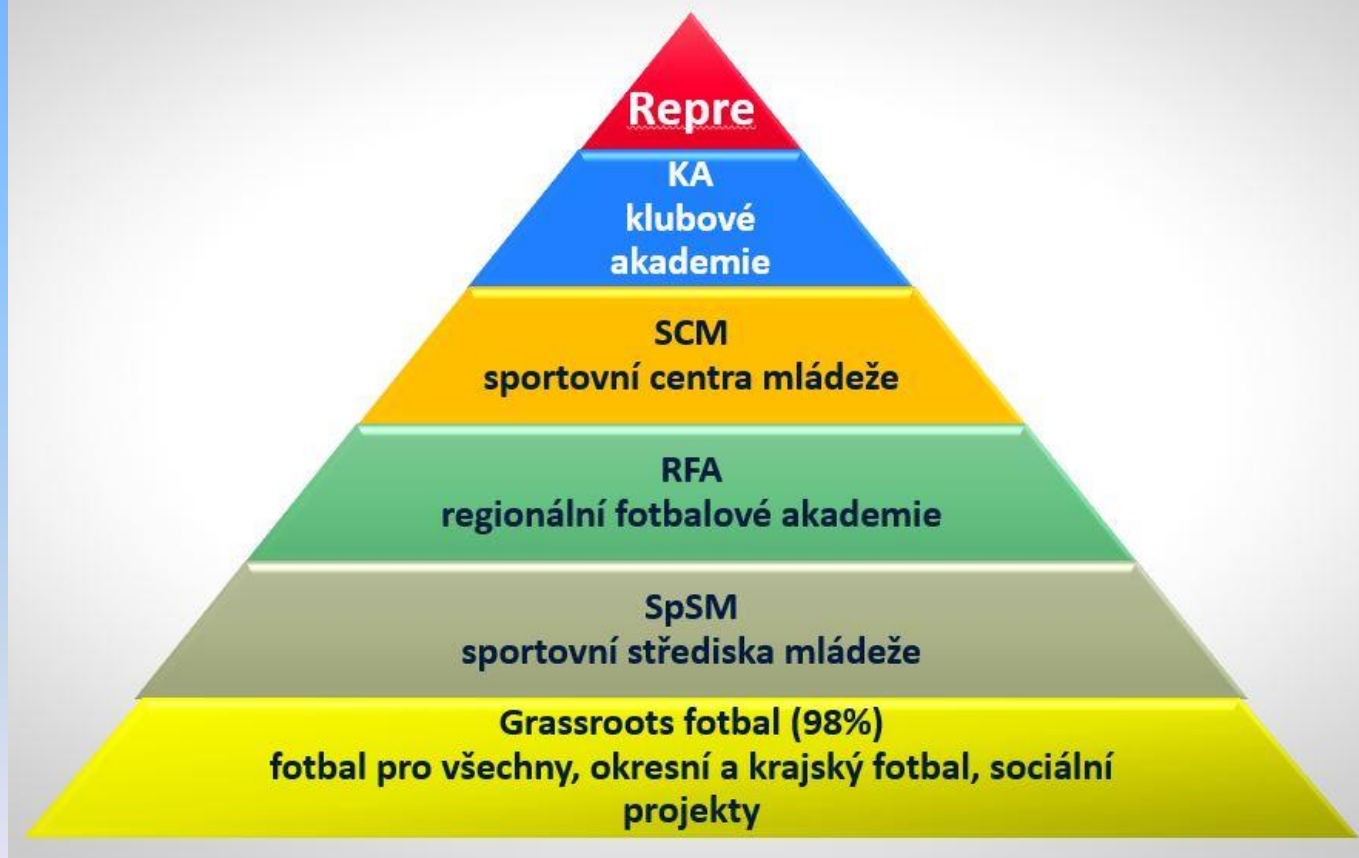 Repre
KA
klubové
akademie
SCM
sportovní centra mládeže
RFA
regionální fotbalové akademie
SpSM
sportovní střediska mládeže
Grassroots fotbal (98%)
fotbal pro všechny, okresní a krajský fotbal, sociální
projekty